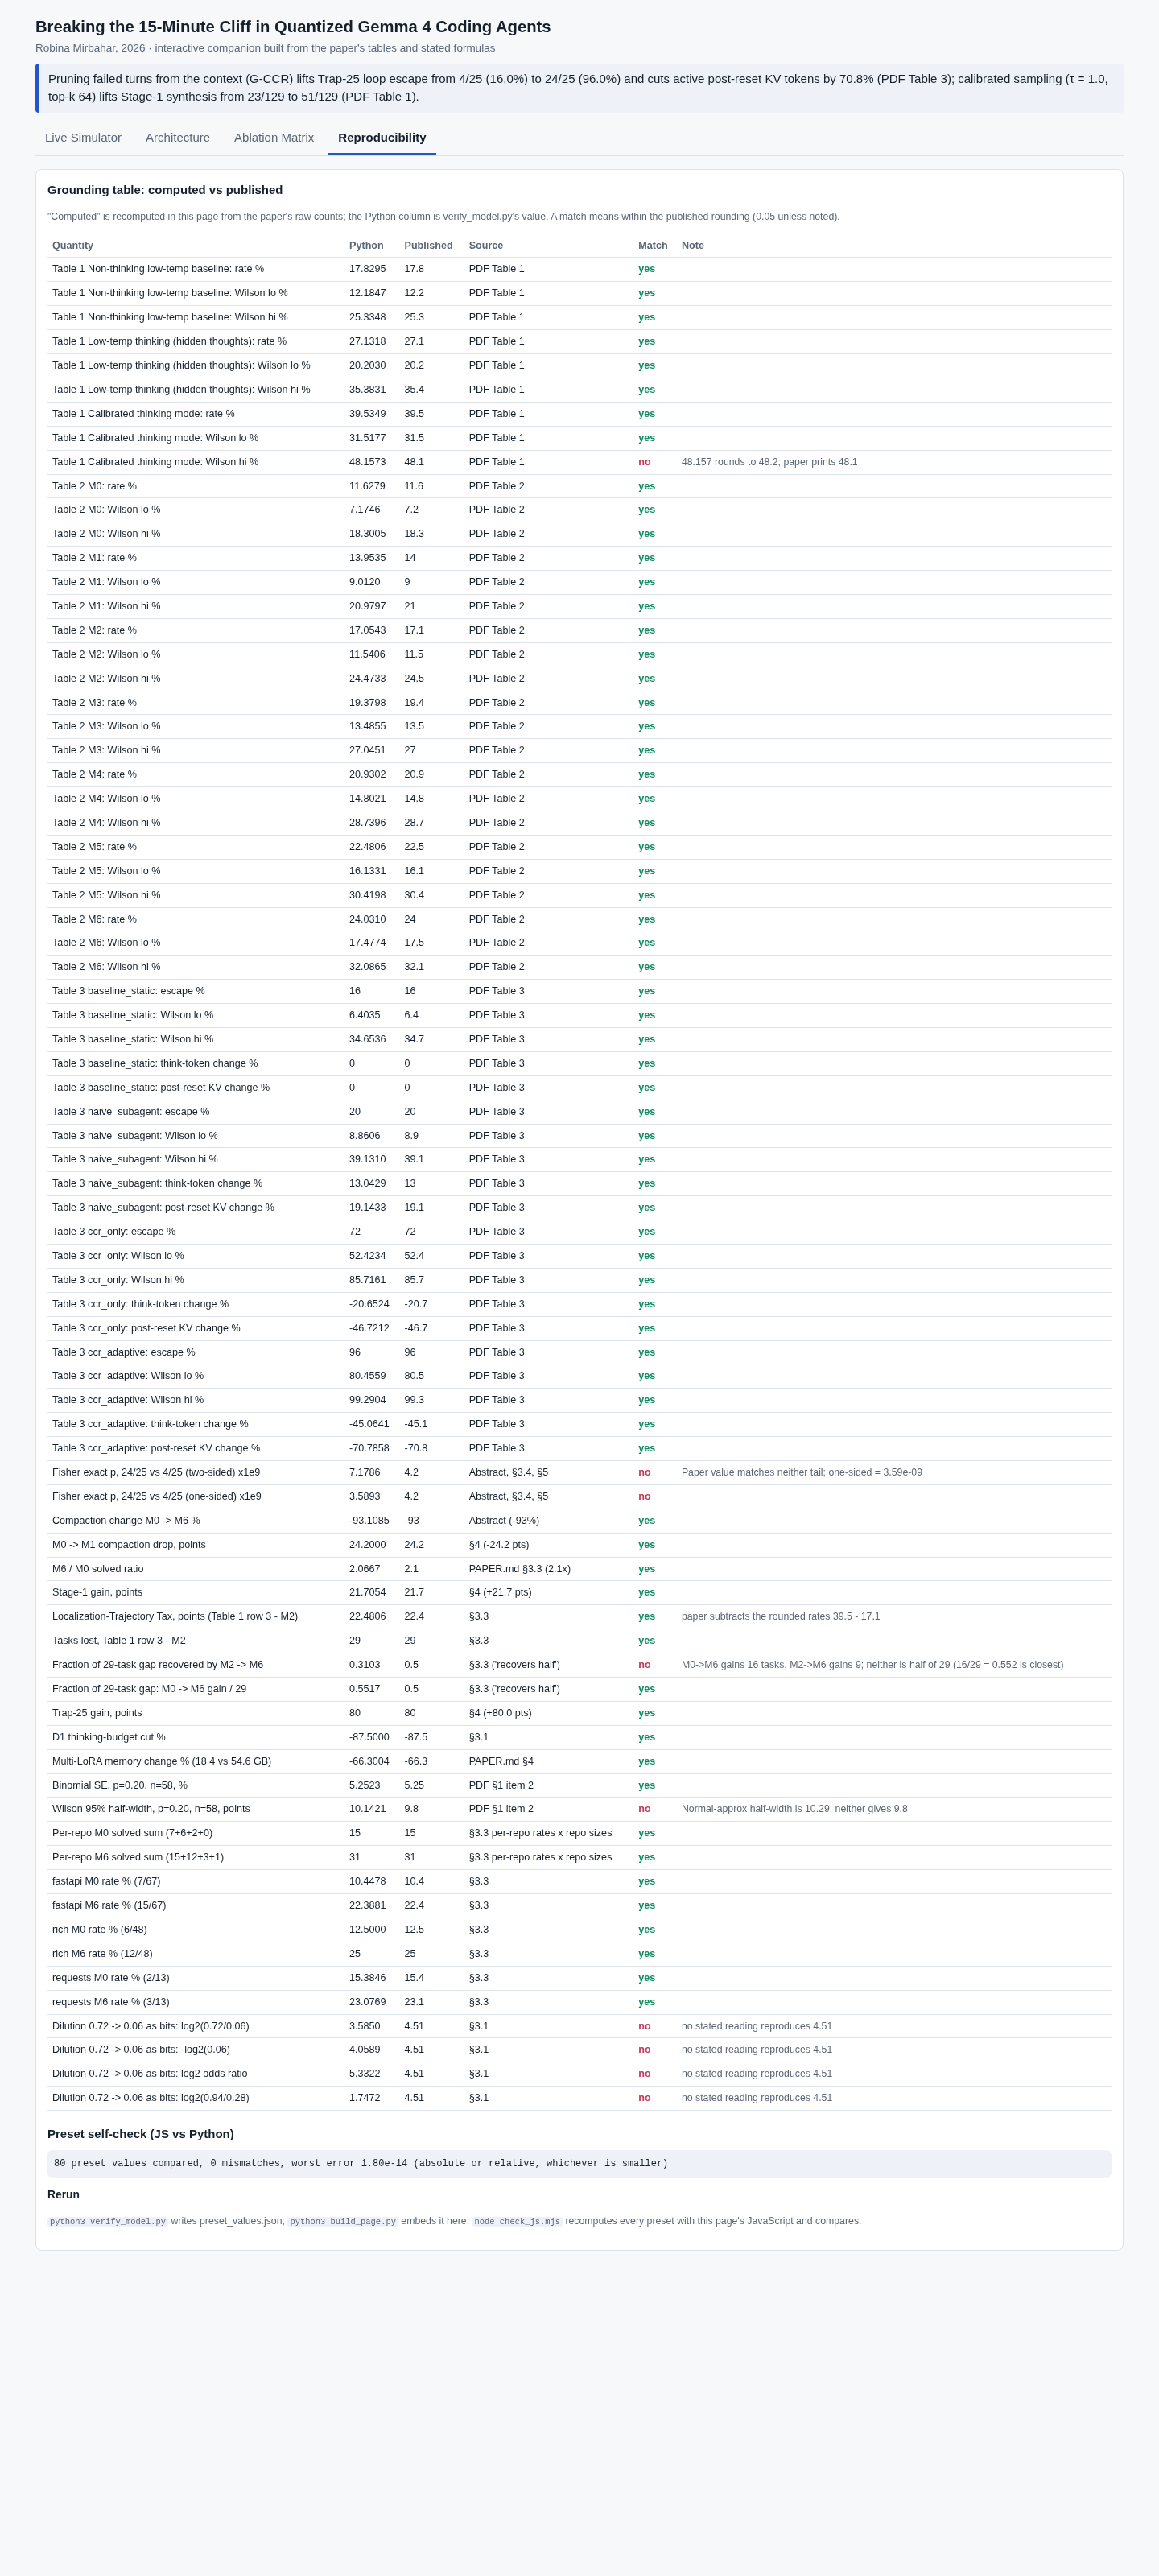 Breaking the 15-Minute Cliff in Quantized Gemma 4 Coding Agents
Robina Mirbahar, 2026 · interactive companion built from the paper's tables and stated formulas
Pruning failed turns from the context (G-CCR) lifts Trap-25 loop escape from 4/25 (16.0%) to 24/25 (96.0%) and cuts active post-reset KV tokens by 70.8% (PDF Table 3); calibrated sampling (τ = 1.0,
top-k 64) lifts Stage-1 synthesis from 23/129 to 51/129 (PDF Table 1).
Live Simulator Architecture Ablation Matrix Reproducibility
Grounding table: computed vs published
"Computed" is recomputed in this page from the paper's raw counts; the Python column is verify_model.py's value. A match means within the published rounding (0.05 unless noted).
Quantity Python Published Source Match Note
Table 1 Non-thinking low-temp baseline: rate % 17.8295 17.8 PDF Table 1 yes
Table 1 Non-thinking low-temp baseline: Wilson lo % 12.1847 12.2 PDF Table 1 yes
Table 1 Non-thinking low-temp baseline: Wilson hi % 25.3348 25.3 PDF Table 1 yes
Table 1 Low-temp thinking (hidden thoughts): rate % 27.1318 27.1 PDF Table 1 yes
Table 1 Low-temp thinking (hidden thoughts): Wilson lo % 20.2030 20.2 PDF Table 1 yes
Table 1 Low-temp thinking (hidden thoughts): Wilson hi % 35.3831 35.4 PDF Table 1 yes
Table 1 Calibrated thinking mode: rate % 39.5349 39.5 PDF Table 1 yes
Table 1 Calibrated thinking mode: Wilson lo % 31.5177 31.5 PDF Table 1 yes
Table 1 Calibrated thinking mode: Wilson hi % 48.1573 48.1 PDF Table 1 no 48.157 rounds to 48.2; paper prints 48.1
Table 2 M0: rate % 11.6279 11.6 PDF Table 2 yes
Table 2 M0: Wilson lo % 7.1746 7.2 PDF Table 2 yes
Table 2 M0: Wilson hi % 18.3005 18.3 PDF Table 2 yes
Table 2 M1: rate % 13.9535 14 PDF Table 2 yes
Table 2 M1: Wilson lo % 9.0120 9 PDF Table 2 yes
Table 2 M1: Wilson hi % 20.9797 21 PDF Table 2 yes
Table 2 M2: rate % 17.0543 17.1 PDF Table 2 yes
Table 2 M2: Wilson lo % 11.5406 11.5 PDF Table 2 yes
Table 2 M2: Wilson hi % 24.4733 24.5 PDF Table 2 yes
Table 2 M3: rate % 19.3798 19.4 PDF Table 2 yes
Table 2 M3: Wilson lo % 13.4855 13.5 PDF Table 2 yes
Table 2 M3: Wilson hi % 27.0451 27 PDF Table 2 yes
Table 2 M4: rate % 20.9302 20.9 PDF Table 2 yes
Table 2 M4: Wilson lo % 14.8021 14.8 PDF Table 2 yes
Table 2 M4: Wilson hi % 28.7396 28.7 PDF Table 2 yes
Table 2 M5: rate % 22.4806 22.5 PDF Table 2 yes
Table 2 M5: Wilson lo % 16.1331 16.1 PDF Table 2 yes
Table 2 M5: Wilson hi % 30.4198 30.4 PDF Table 2 yes
Table 2 M6: rate % 24.0310 24 PDF Table 2 yes
Table 2 M6: Wilson lo % 17.4774 17.5 PDF Table 2 yes
Table 2 M6: Wilson hi % 32.0865 32.1 PDF Table 2 yes
Table 3 baseline_static: escape % 16 16 PDF Table 3 yes
Table 3 baseline_static: Wilson lo % 6.4035 6.4 PDF Table 3 yes
Table 3 baseline_static: Wilson hi % 34.6536 34.7 PDF Table 3 yes
Table 3 baseline_static: think-token change % 0 0 PDF Table 3 yes
Table 3 baseline_static: post-reset KV change % 0 0 PDF Table 3 yes
Table 3 naive_subagent: escape % 20 20 PDF Table 3 yes
Table 3 naive_subagent: Wilson lo % 8.8606 8.9 PDF Table 3 yes
Table 3 naive_subagent: Wilson hi % 39.1310 39.1 PDF Table 3 yes
Table 3 naive_subagent: think-token change % 13.0429 13 PDF Table 3 yes
Table 3 naive_subagent: post-reset KV change % 19.1433 19.1 PDF Table 3 yes
Table 3 ccr_only: escape % 72 72 PDF Table 3 yes
Table 3 ccr_only: Wilson lo % 52.4234 52.4 PDF Table 3 yes
Table 3 ccr_only: Wilson hi % 85.7161 85.7 PDF Table 3 yes
Table 3 ccr_only: think-token change % -20.6524 -20.7 PDF Table 3 yes
Table 3 ccr_only: post-reset KV change % -46.7212 -46.7 PDF Table 3 yes
Table 3 ccr_adaptive: escape % 96 96 PDF Table 3 yes
Table 3 ccr_adaptive: Wilson lo % 80.4559 80.5 PDF Table 3 yes
Table 3 ccr_adaptive: Wilson hi % 99.2904 99.3 PDF Table 3 yes
Table 3 ccr_adaptive: think-token change % -45.0641 -45.1 PDF Table 3 yes
Table 3 ccr_adaptive: post-reset KV change % -70.7858 -70.8 PDF Table 3 yes
Fisher exact p, 24/25 vs 4/25 (two-sided) x1e9 7.1786 4.2 Abstract, §3.4, §5 no Paper value matches neither tail; one-sided = 3.59e-09
Fisher exact p, 24/25 vs 4/25 (one-sided) x1e9 3.5893 4.2 Abstract, §3.4, §5 no
Compaction change M0 -> M6 % -93.1085 -93 Abstract (-93%) yes
M0 -> M1 compaction drop, points 24.2000 24.2 §4 (-24.2 pts) yes
M6 / M0 solved ratio 2.0667 2.1 PAPER.md §3.3 (2.1x) yes
Stage-1 gain, points 21.7054 21.7 §4 (+21.7 pts) yes
Localization-Trajectory Tax, points (Table 1 row 3 - M2) 22.4806 22.4 §3.3 yes paper subtracts the rounded rates 39.5 - 17.1
Tasks lost, Table 1 row 3 - M2 29 29 §3.3 yes
Fraction of 29-task gap recovered by M2 -> M6 0.3103 0.5 §3.3 ('recovers half') no M0->M6 gains 16 tasks, M2->M6 gains 9; neither is half of 29 (16/29 = 0.552 is closest)
Fraction of 29-task gap: M0 -> M6 gain / 29 0.5517 0.5 §3.3 ('recovers half') yes
Trap-25 gain, points 80 80 §4 (+80.0 pts) yes
D1 thinking-budget cut % -87.5000 -87.5 §3.1 yes
Multi-LoRA memory change % (18.4 vs 54.6 GB) -66.3004 -66.3 PAPER.md §4 yes
Binomial SE, p=0.20, n=58, % 5.2523 5.25 PDF §1 item 2 yes
Wilson 95% half-width, p=0.20, n=58, points 10.1421 9.8 PDF §1 item 2 no Normal-approx half-width is 10.29; neither gives 9.8
Per-repo M0 solved sum (7+6+2+0) 15 15 §3.3 per-repo rates x repo sizes yes
Per-repo M6 solved sum (15+12+3+1) 31 31 §3.3 per-repo rates x repo sizes yes
fastapi M0 rate % (7/67) 10.4478 10.4 §3.3 yes
fastapi M6 rate % (15/67) 22.3881 22.4 §3.3 yes
rich M0 rate % (6/48) 12.5000 12.5 §3.3 yes
rich M6 rate % (12/48) 25 25 §3.3 yes
requests M0 rate % (2/13) 15.3846 15.4 §3.3 yes
requests M6 rate % (3/13) 23.0769 23.1 §3.3 yes
Dilution 0.72 -> 0.06 as bits: log2(0.72/0.06) 3.5850 4.51 §3.1 no no stated reading reproduces 4.51
Dilution 0.72 -> 0.06 as bits: -log2(0.06) 4.0589 4.51 §3.1 no no stated reading reproduces 4.51
Dilution 0.72 -> 0.06 as bits: log2 odds ratio 5.3322 4.51 §3.1 no no stated reading reproduces 4.51
Dilution 0.72 -> 0.06 as bits: log2(0.94/0.28) 1.7472 4.51 §3.1 no no stated reading reproduces 4.51
Preset self-check (JS vs Python)
80 preset values compared, 0 mismatches, worst error 1.80e-14 (absolute or relative, whichever is smaller)
Rerun
python3 verify_model.py writes preset_values.json; python3 build_page.py embeds it here; node check_js.mjs recomputes every preset with this page's JavaScript and compares.